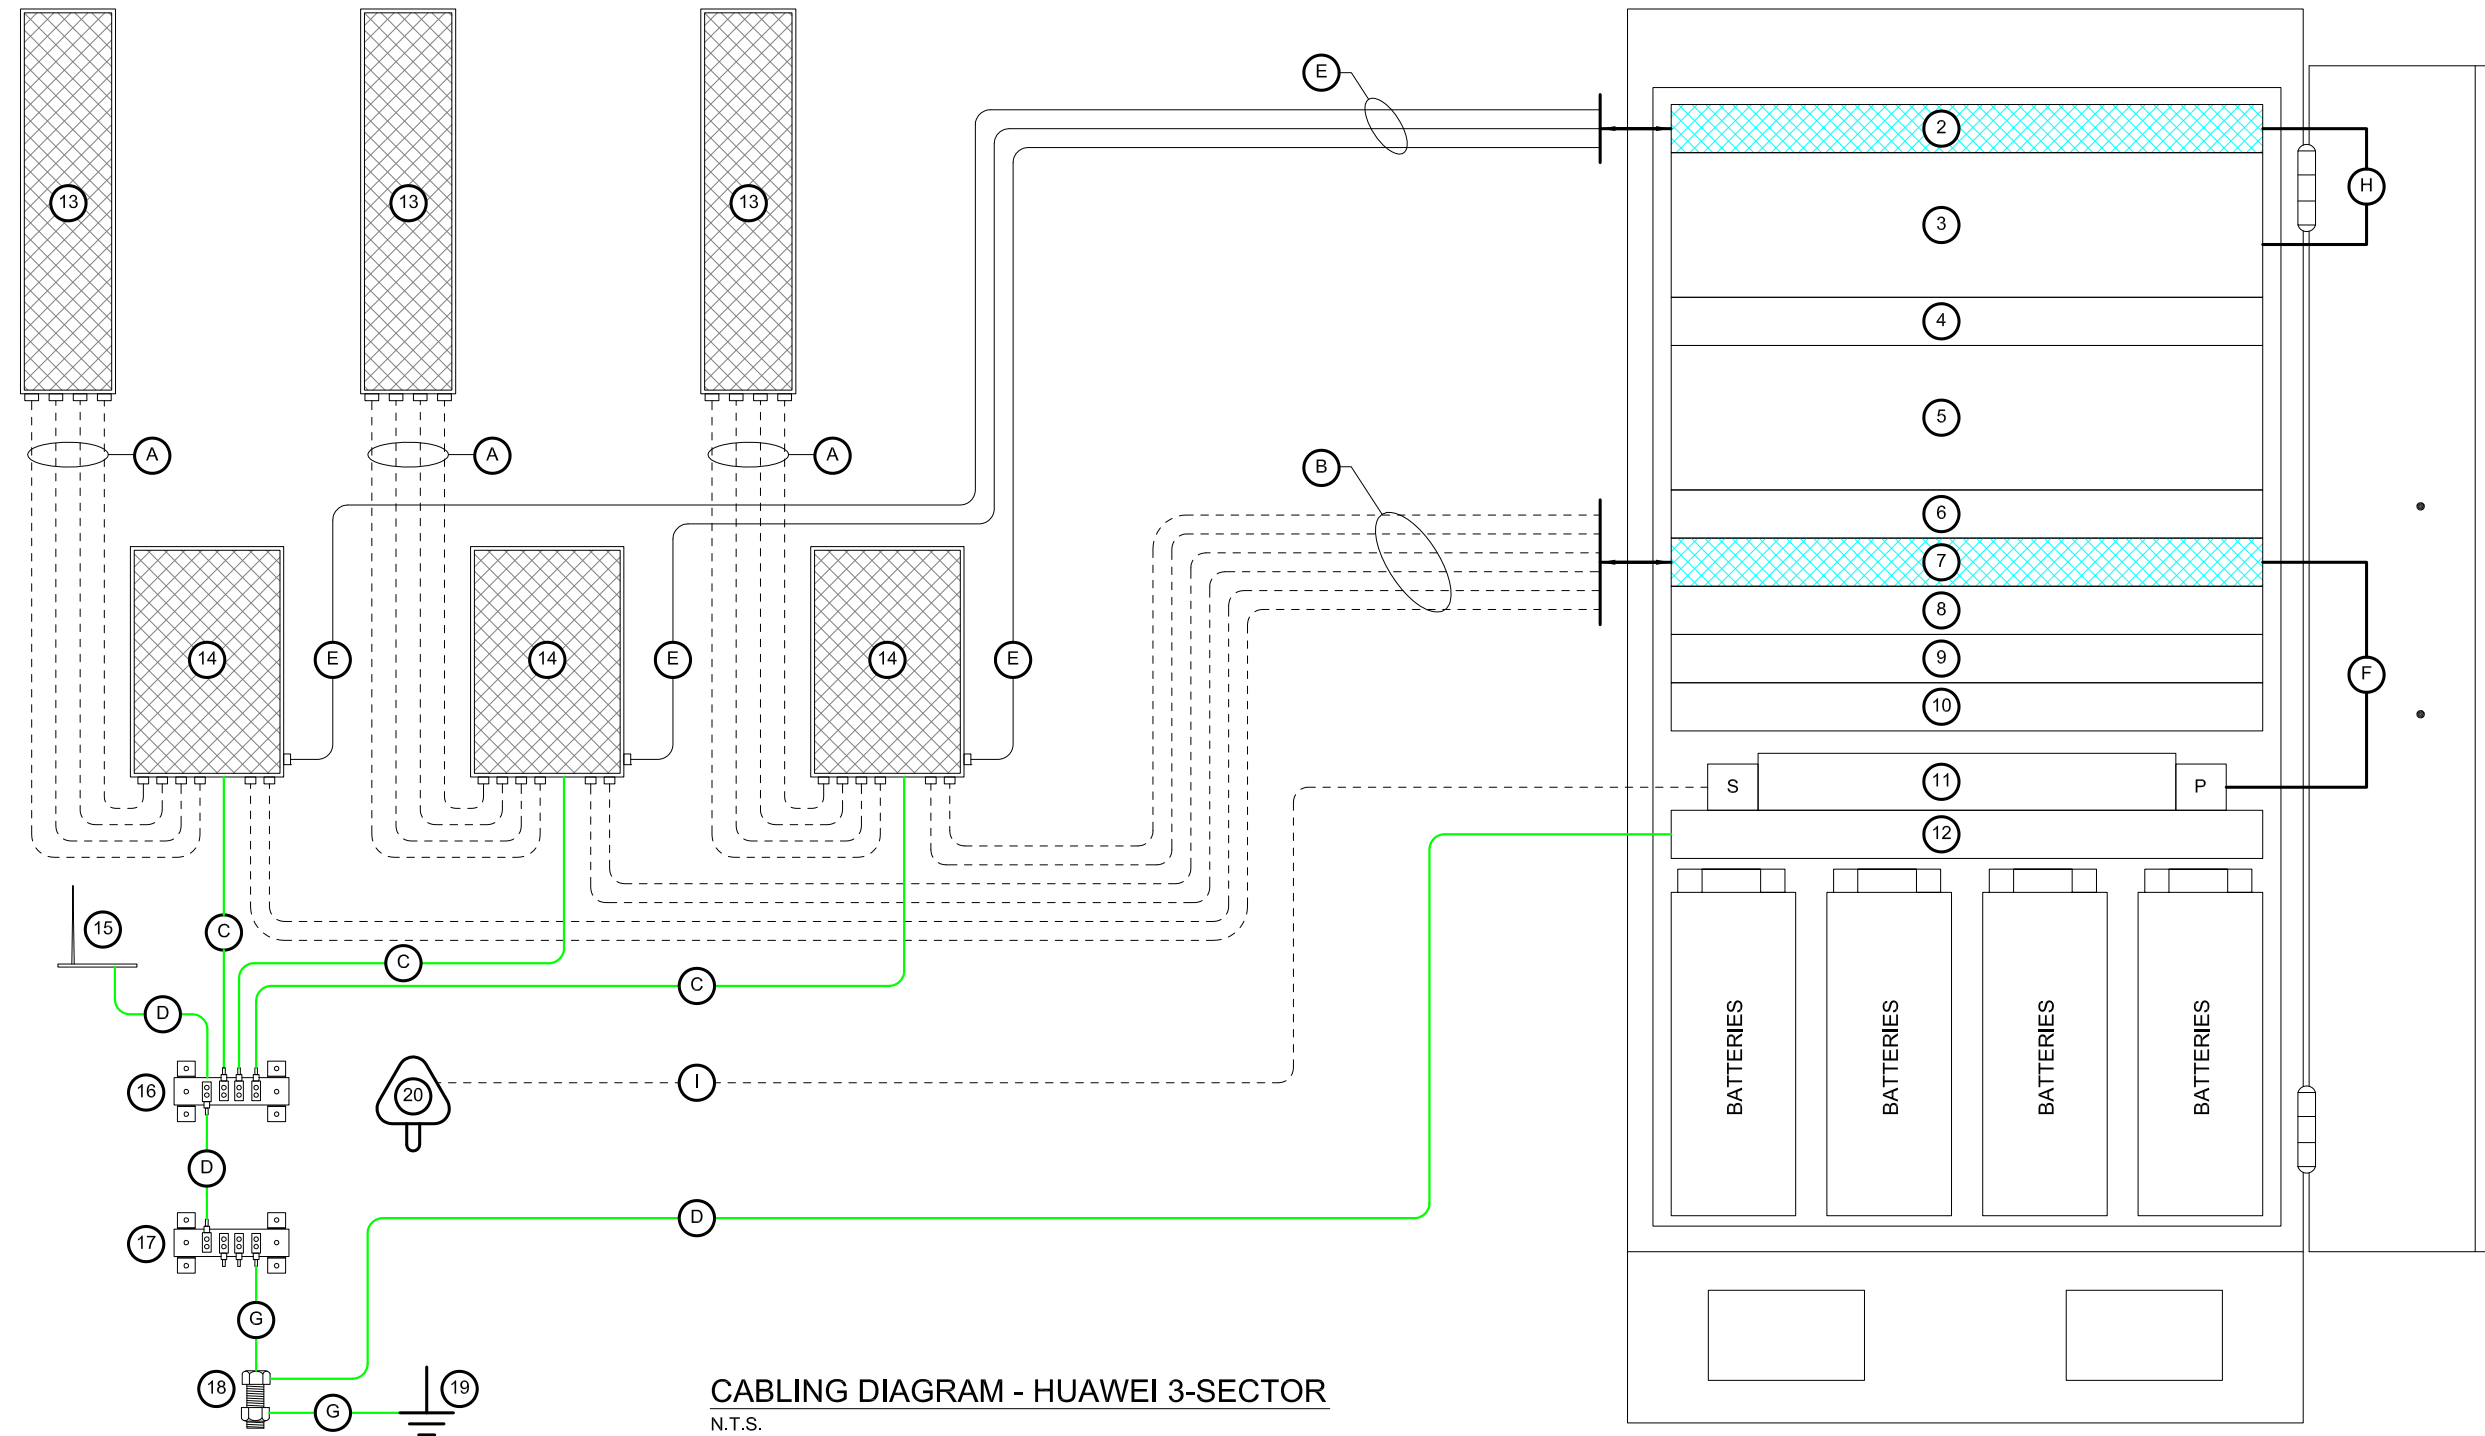 E
2
H
13
13
13
3
4
5
A
A
A
B
6
7
8
14
E
14
E
14
E
9
F
10
S
11
P
12
15
C
C
C
D
BATTERIES
BATTERIES
BATTERIES
BATTERIES
16
20
I
D
D
17
G
18
G
19
CABLING DIAGRAM - HUAWEI 3-SECTOR
N.T.S.